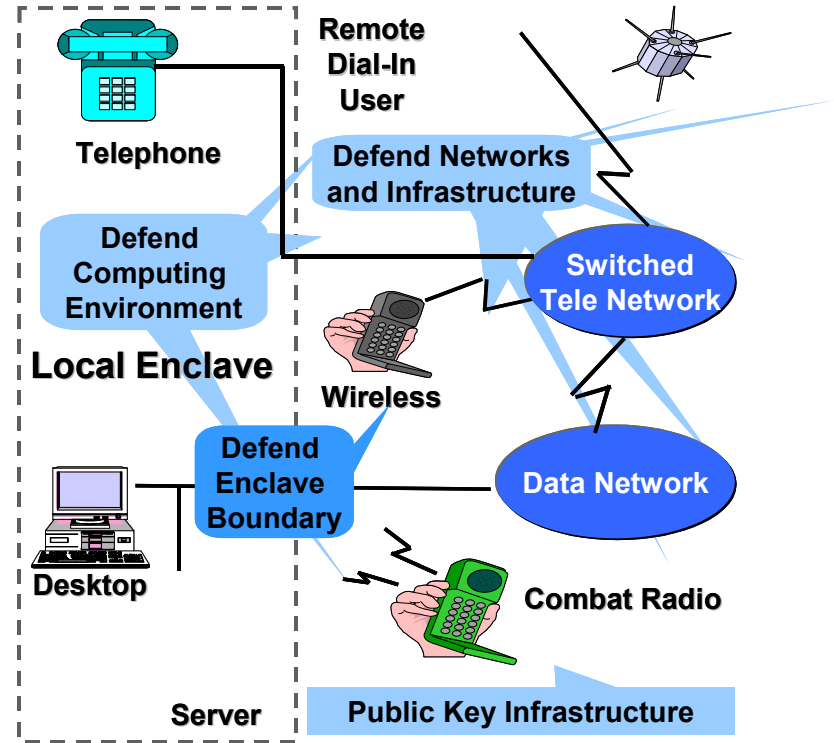 Remote
Dial-In
User
Telephone
Defend Networks
and Infrastructure
Defend
Computing
Environment
Switched
Tele Network
Local Enclave
Wireless
Defend
Enclave
Boundary
Data Network
Desktop
Combat Radio
Server
Public Key Infrastructure